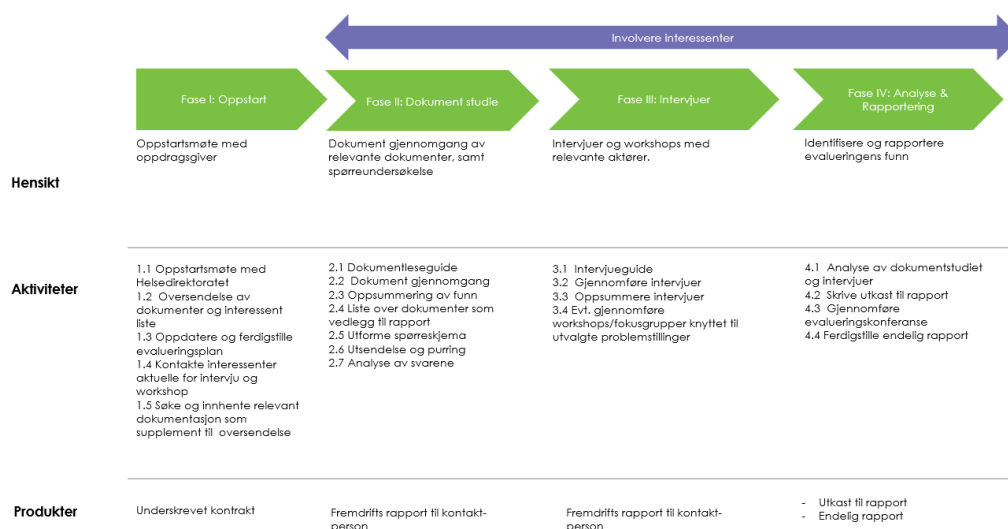 Involvere interessenter
Fase I: Oppstart
Fase II: Dokument studie
Fase III: Intervjuer
Fase IV: Analyse &
Rapportering
Hensikt
Oppstartsmøte med
oppdragsgiver
Dokument gjennomgang av
relevante dokumenter, samt
spørreundersøkelse
Intervjuer og workshops med
relevante aktører.
Identifisere og rapportere
evalueringens funn
Aktiviteter
1.1 Oppstartsmøte med
Helsedirektoratet
1.2 Oversendelse av
dokumenter og interessent
liste
1.3 Oppdatere og ferdigstille
evalueringsplan
1.4 Kontakte interessenter
aktuelle for intervju og
workshop
1.5 Søke og innhente relevant
dokumentasjon som
supplement til oversendelse
2.1 Dokumentleseguide
2.2 Dokument gjennomgang
2.3 Oppsummering av funn
2.4 Liste over dokumenter som
vedlegg til rapport
2.5 Utforme spørreskjema
2.6 Utsendelse og purring
2.7 Analyse av svarene
3.1 Intervjueguide
3.2 Gjennomføre intervjuer
3.3 Oppsummere intervjuer
3.4 Evt. gjennomføre
workshops/fokusgrupper knyttet til
utvalgte problemstillinger
4.1 Analyse av dokumentstudiet
og intervjuer
4.2 Skrive utkast til rapport
4.3 Gjennomføre
evalueringskonferanse
4.4 Ferdigstille endelig rapport
Produkter
Underskrevet kontrakt
Fremdrifts rapport til kontakt-
person
Fremdrifts rapport til kontakt-
person
- Utkast til rapport
- Endelig rapport